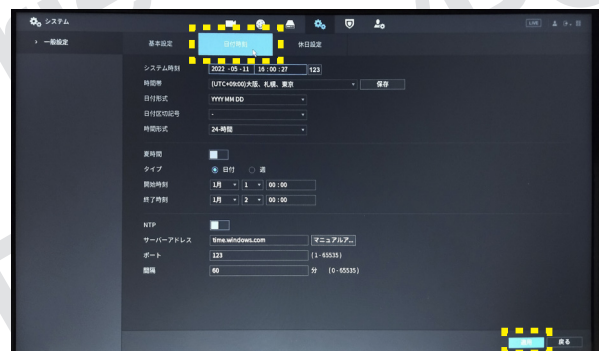 システム
LIVE
> 一般設定
基本設定 日付時刻 休日設定
システム時刻 2022 -05 -11 16 : 00 : 27 123
時間帯 (UTC+09:00)大阪、札幌、東京 保存
日付形式 YYYY MM DD
日付区切記号 -
時間形式 24-時間
夏時間
タイプ 日付 週
開始時刻 1月 1 00 : 00
終了時刻 1月 2 00 : 00
NTP
サーバーアドレス time.windows.com マニュアルア...
ポート 123 (1 - 65535)
間隔 60 分 (0 - 65535)
適用 戻る